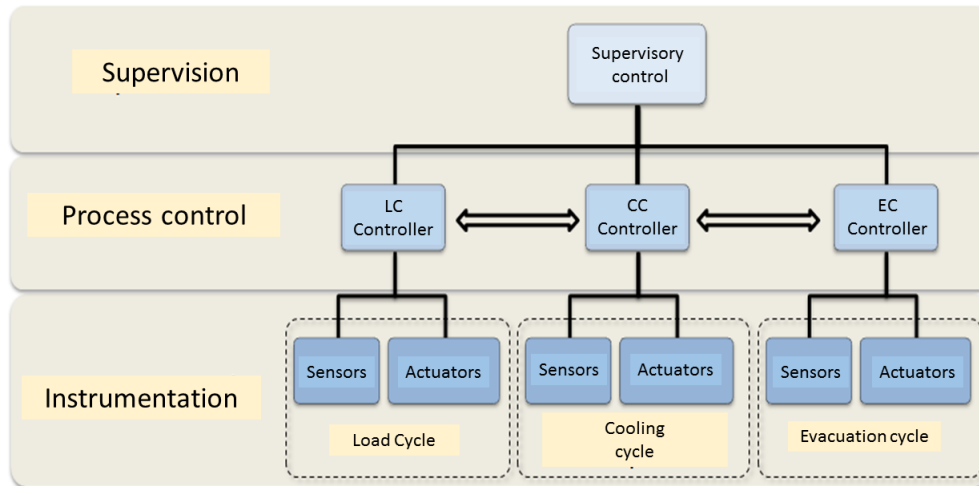 Supervision
Supervisory
control
Process control
LC
Controller
CC
Controller
EC
Controller
Instrumentation
Sensors
Actuators
Sensors
Actuators
Sensors
Actuators
Load Cycle
Cooling
cycle
Evacuation cycle